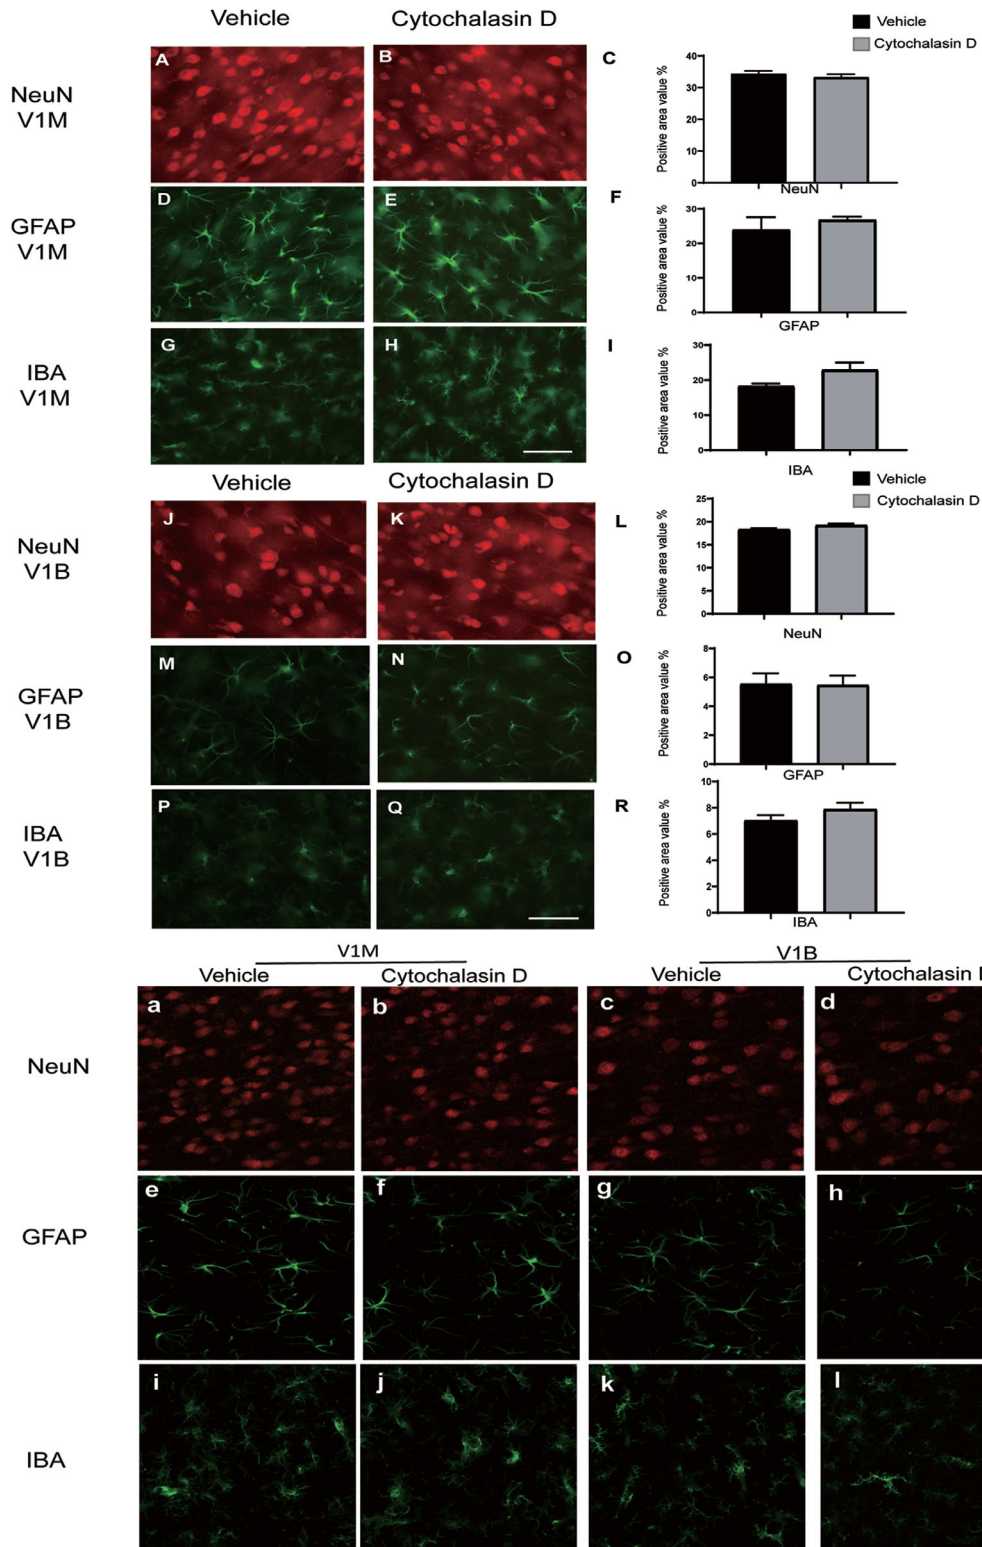 Vehicle Cytochalasin D
Vehicle
Cytochalasin D
NeuN
V1M
A B C
Positive area value %
40
30
20
10
0
NeuN
GFAP
V1M
D E F
Positive area value %
30
20
10
0
GFAP
IBA
V1M
G H I
Positive area value %
30
20
10
0
IBA
Vehicle Cytochalasin D
Vehicle
Cytochalasin D
NeuN
V1B
J K L
Positive area value %
25
20
15
10
5
0
NeuN
GFAP
V1B
M N O
Positive area value %
8
6
4
2
0
GFAP
IBA
V1B
P Q R
Positive area value %
10
8
6
4
2
0
IBA
V1M V1B
Vehicle Cytochalasin D Vehicle Cytochalasin D
NeuN
a b c d
GFAP
e f g h
IBA
i j k l